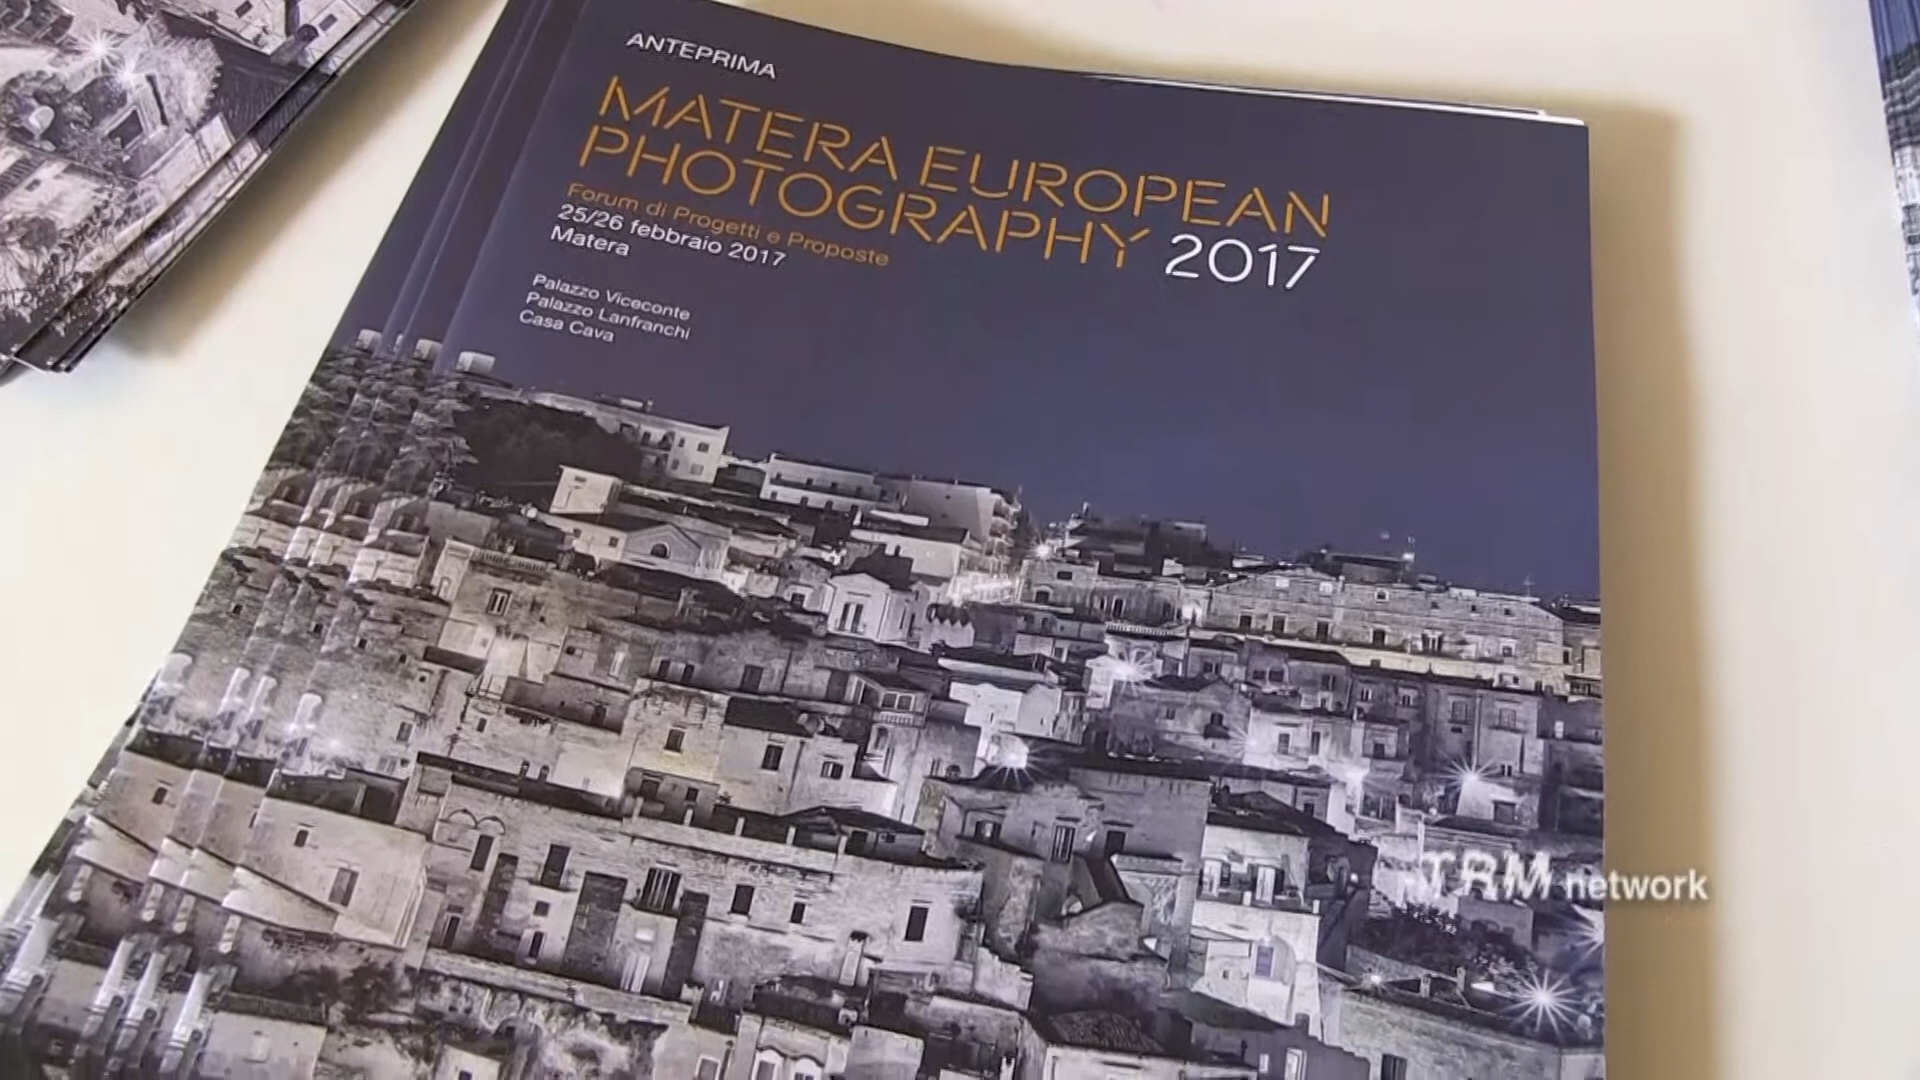 ANTEPRIMA
MATERA EUROPEAN
PHOTOGRAPHY 2017
Forum di Progetti e Proposte
25/26 febbraio 2017
Matera
Palazzo Viceconte
Palazzo Lanfranchi
Casa Cava
TRM network